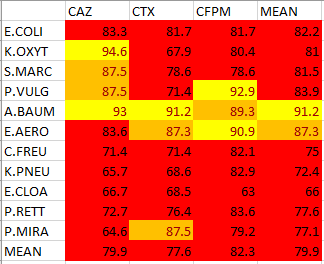 CAZ CTX CFPM MEAN
E.COLI 83.3 81.7 81.7 82.2
K.OXYT 94.6 67.9 80.4 81
S.MARC 87.5 78.6 78.6 81.5
P.VULG 87.5 71.4 92.9 83.9
A.BAUM 93 91.2 89.3 91.2
E.AERO 83.6 87.3 90.9 87.3
C.FREU 71.4 71.4 82.1 75
K.PNEU 65.7 68.6 82.9 72.4
E.CLOA 66.7 68.5 63 66
P.RETT 72.7 76.4 83.6 77.6
P.MIRA 64.6 87.5 79.2 77.1
MEAN 79.9 77.6 82.3 79.9